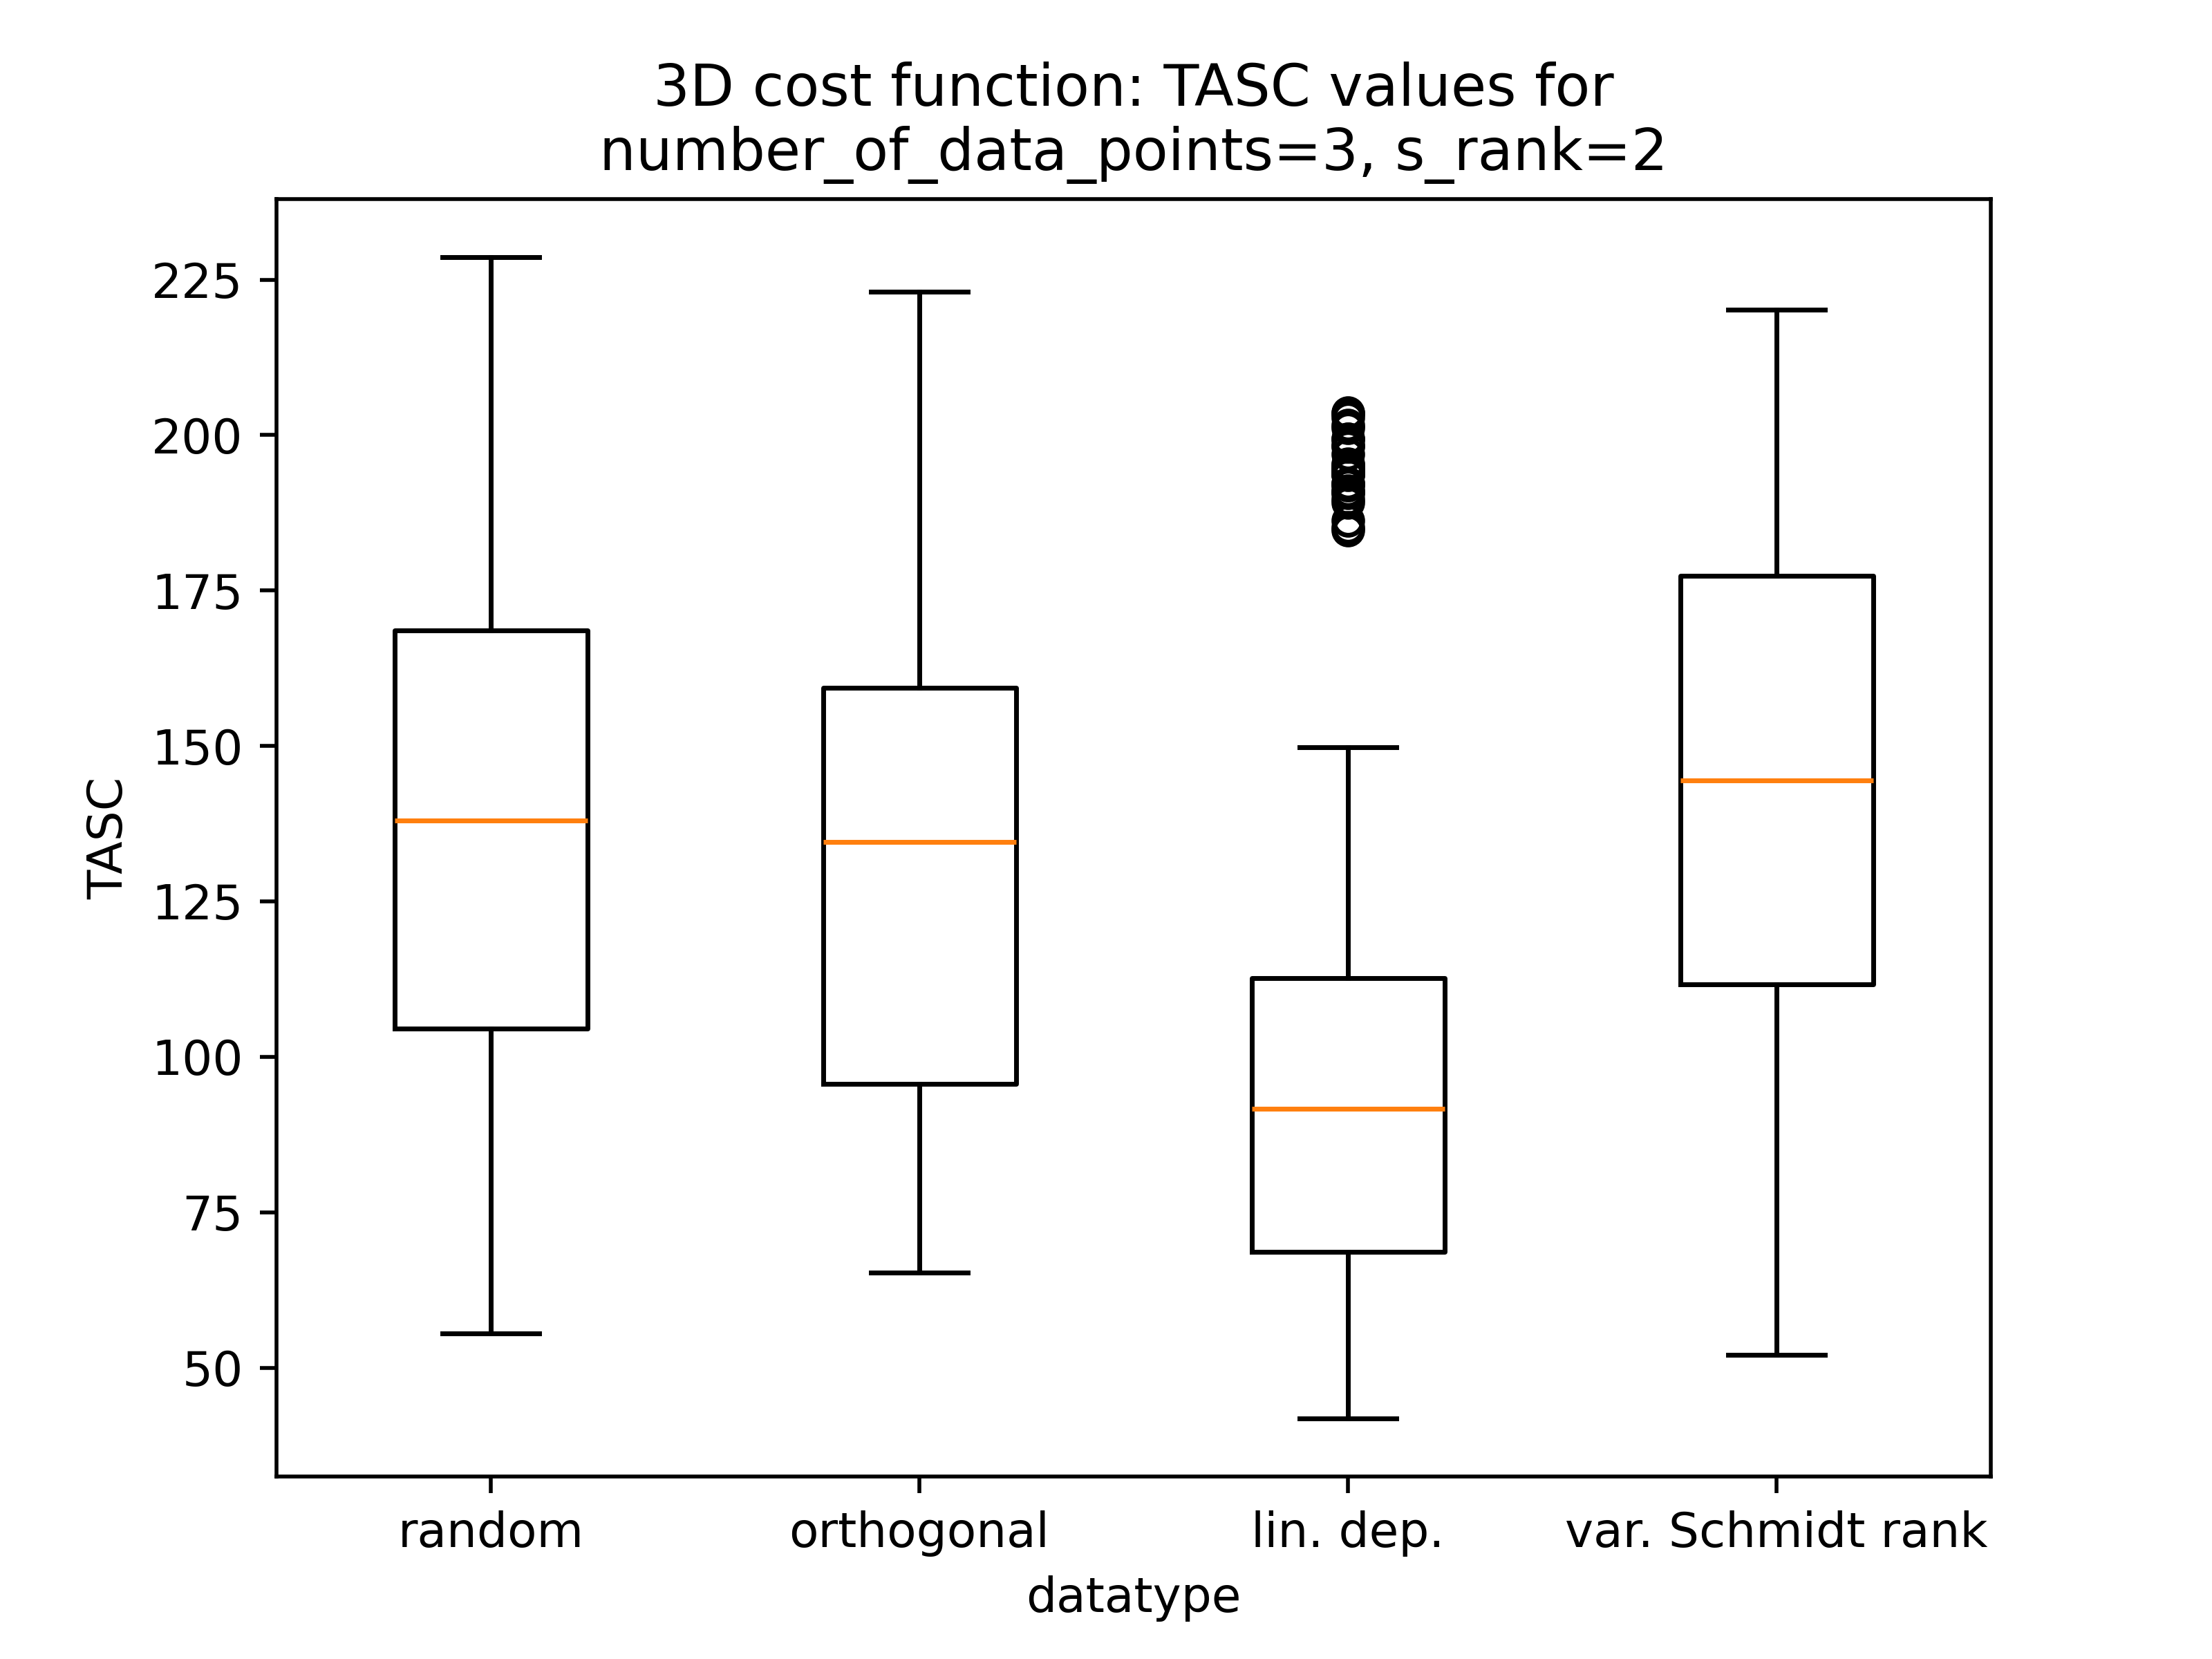 3D cost function: TASC values for
number_of_data_points=3, s_rank=2
TASC
225
200
175
150
125
100
75
50
random orthogonal lin. dep. var. Schmidt rank
datatype